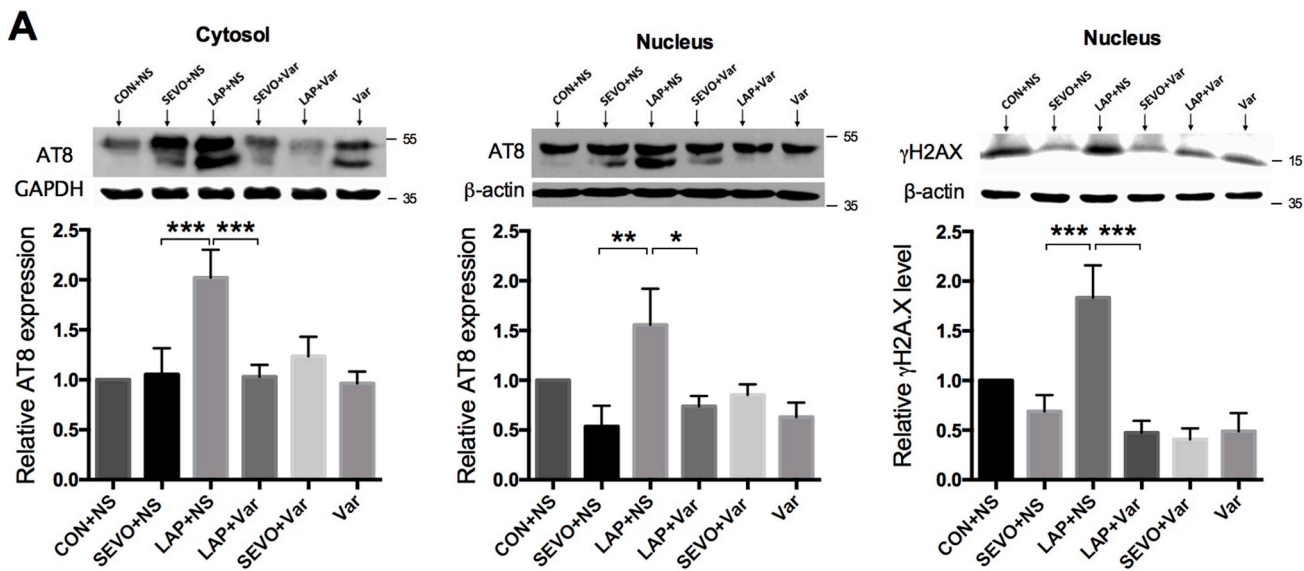 A
Cytosol
CON+NS
SEVO+NS
LAP+NS
SEVO+Var
LAP+Var
Var
AT8
55
GAPDH
35
2.5
2.0
1.5
1.0
0.5
0.0
Relative AT8 expression
*** ***
CON+NS
SEVO+NS
LAP+NS
LAP+Var
SEVO+Var
Var
Nucleus
CON+NS
SEVO+NS
LAP+NS
SEVO+Var
LAP+Var
Var
AT8
55
β-actin
35
2.5
2.0
1.5
1.0
0.5
0.0
Relative AT8 expression
** *
CON+NS
SEVO+NS
LAP+NS
LAP+Var
SEVO+Var
Var
Nucleus
CON+NS
SEVO+NS
LAP+NS
SEVO+Var
LAP+Var
Var
γH2AX
15
β-actin
35
2.5
2.0
1.5
1.0
0.5
0.0
Relative γH2A.X level
*** ***
CON+NS
SEVO+NS
LAP+NS
LAP+Var
SEVO+Var
Var